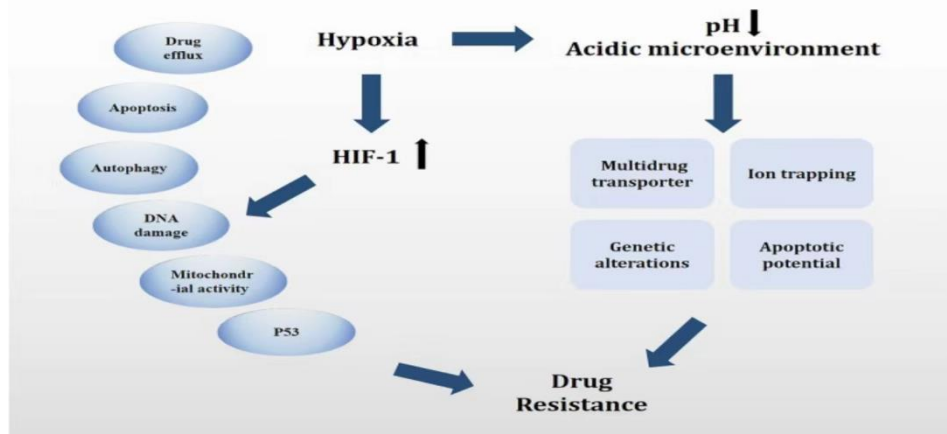 Drug
efflux
Apoptosis
Autophagy
DNA
damage
Mitochondr
-ial activity
P53
Hypoxia
HIF-1
pH
Acidic microenvironment
Multidrug
transporter
Ion trapping
Genetic
alterations
Apoptotic
potential
Drug
Resistance